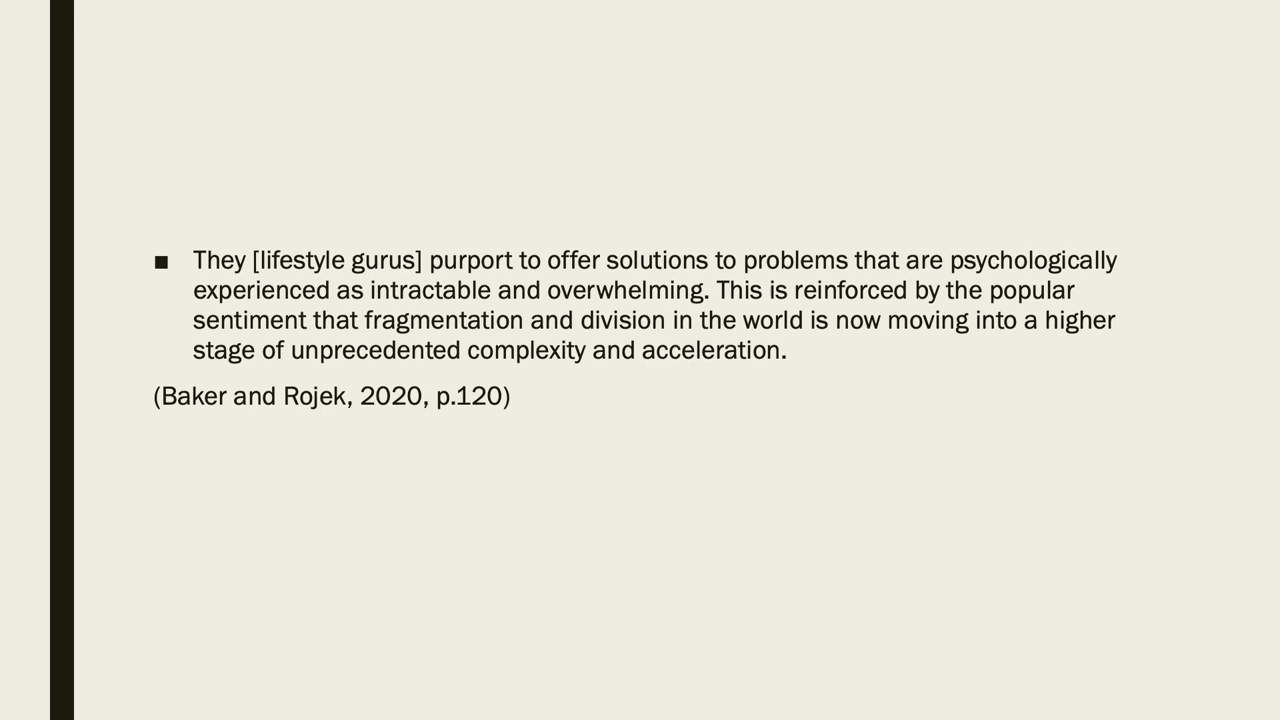 ▪ They [lifestyle gurus] purport to offer solutions to problems that are psychologically
experienced as intractable and overwhelming. This is reinforced by the popular
sentiment that fragmentation and division in the world is now moving into a higher
stage of unprecedented complexity and acceleration.
(Baker and Rojek, 2020, p.120)